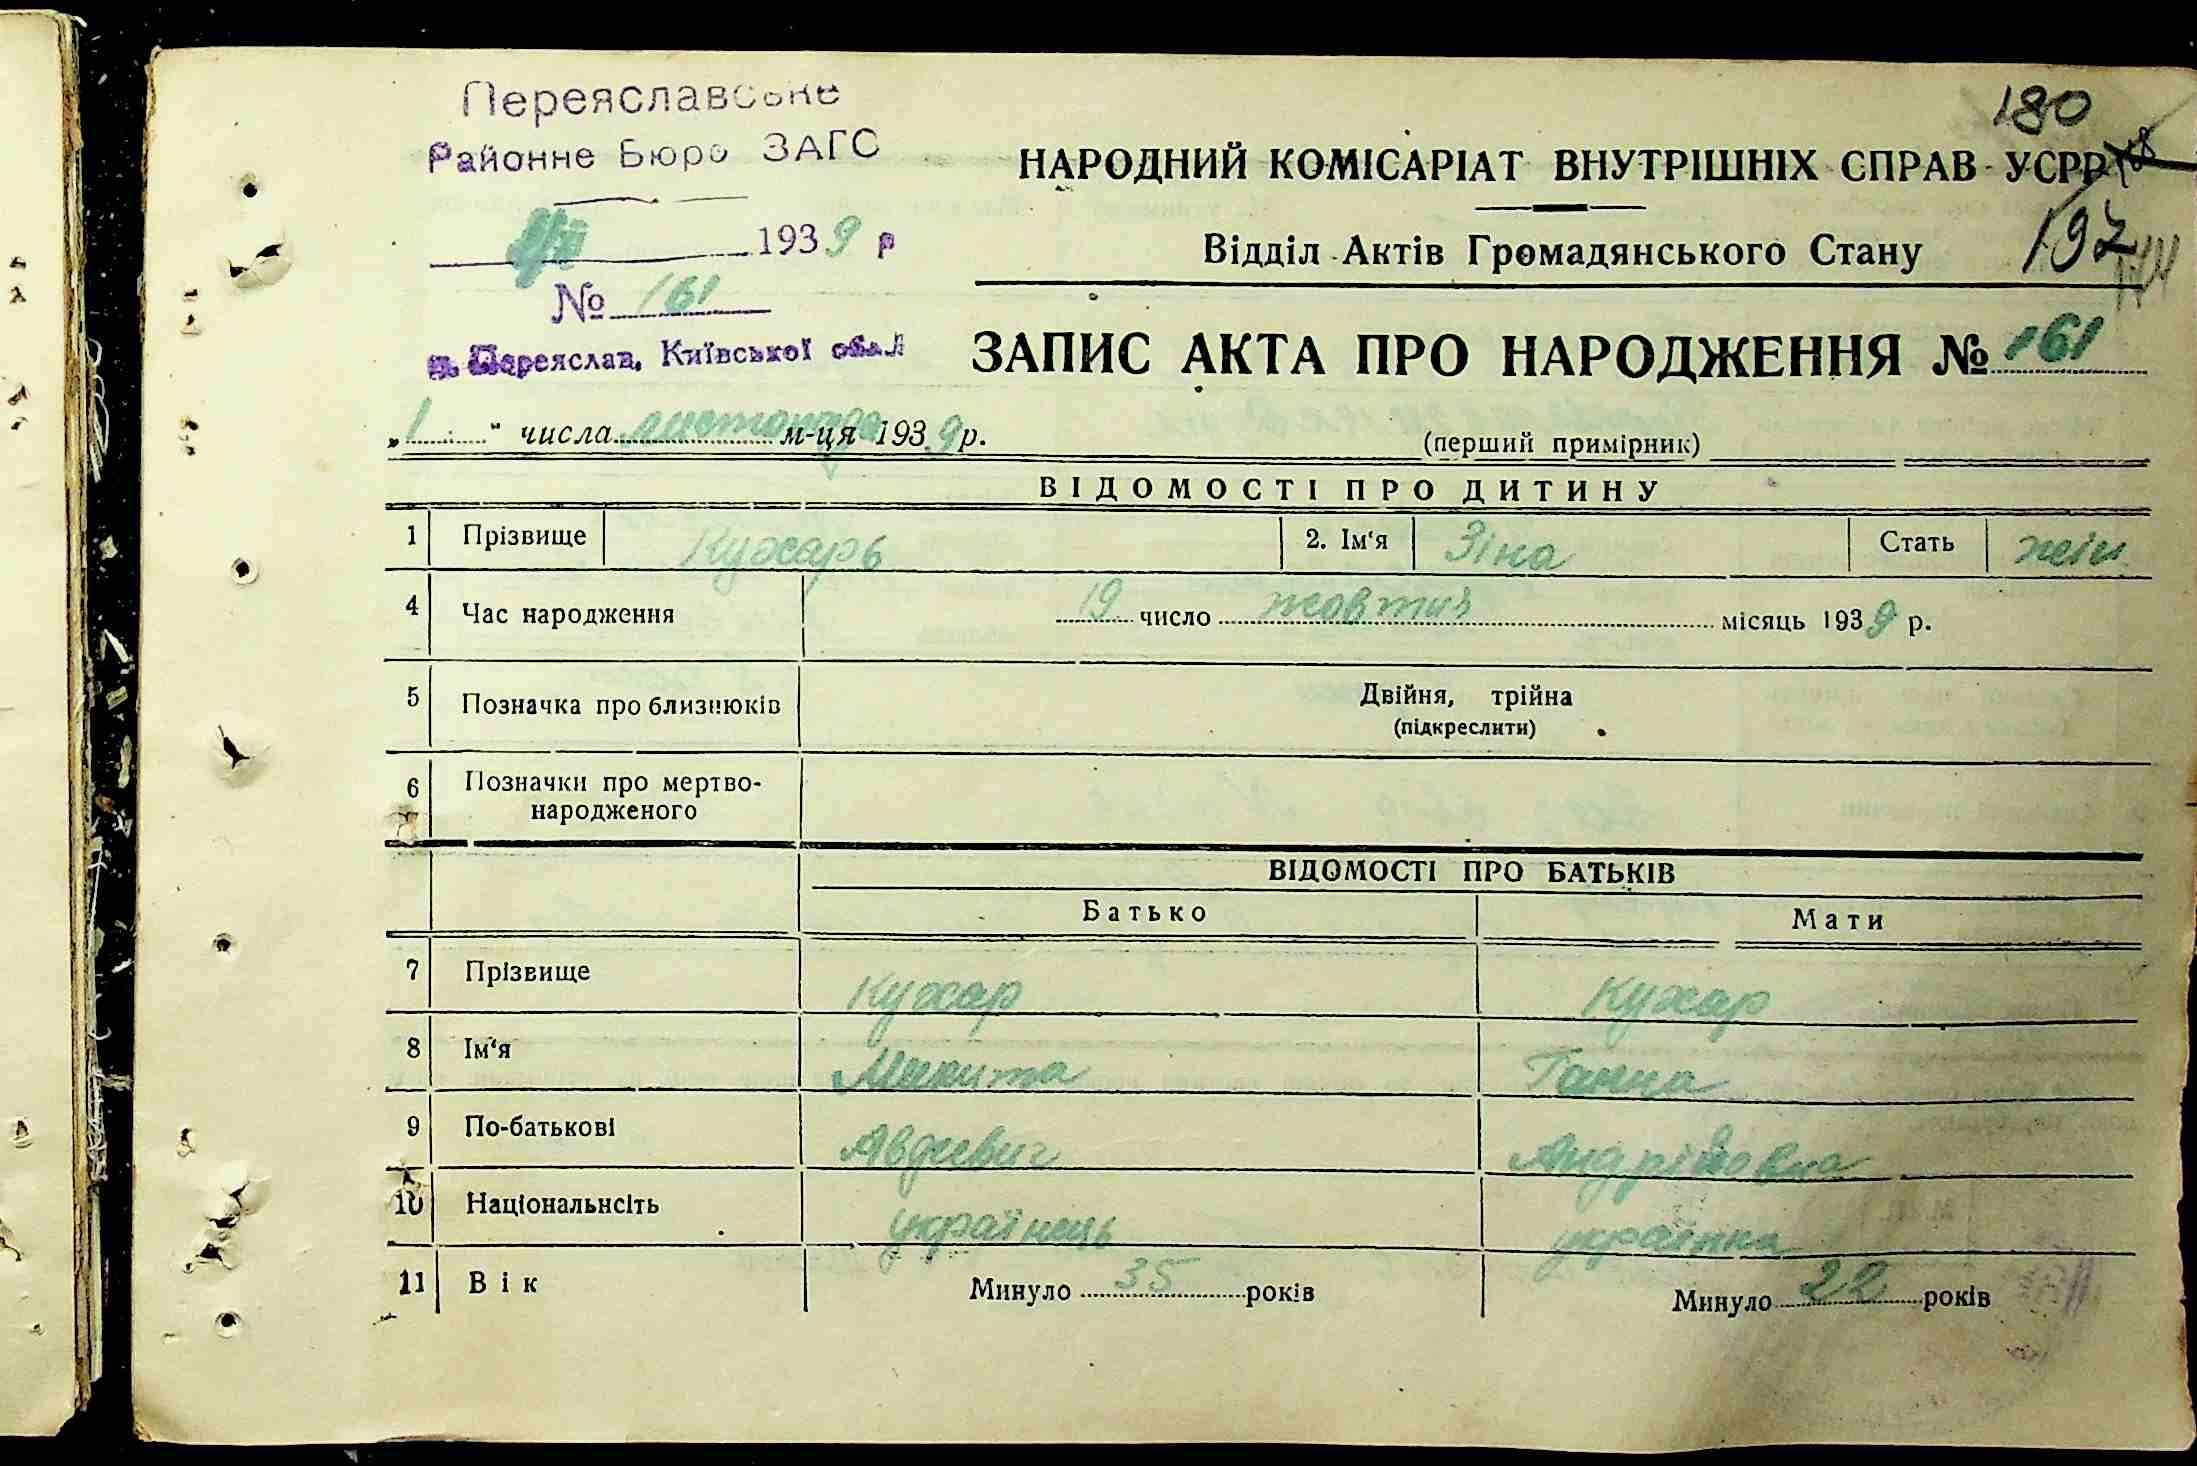 Переяславське
Районне Бюро ЗАГС
1939 р
№ 161
м. Переяслав, Київської обл
180
НАРОДНИЙ КОМІСАРІАТ ВНУТРІШНІХ СПРАВ УСРР
Відділ Актів Громадянського Стану
197
ЗАПИС АКТА ПРО НАРОДЖЕННЯ № 161
„1" числа листопада м-ця 1939 р.
(перший примірник)
ВІДОМОСТІ ПРО ДИТИНУ
1 Прізвище Кухарь 2. Ім'я Зіна Стать жін
4 Час народження 19 число жовтня місяць 1939 р.
5 Позначка про близнюків Двійня, трійна
(підкреслити)
6 Позначки про мертво-
народженого
ВІДОМОСТІ ПРО БАТЬКІВ
Батько Мати
7 Прізвище Кухар Кухар
8 Ім'я Микита Ганна
9 По-батькові Авдеевич Андріївовна
10 Національнсіть українець українка
11 Вік Минуло 35 років Минуло 22 років